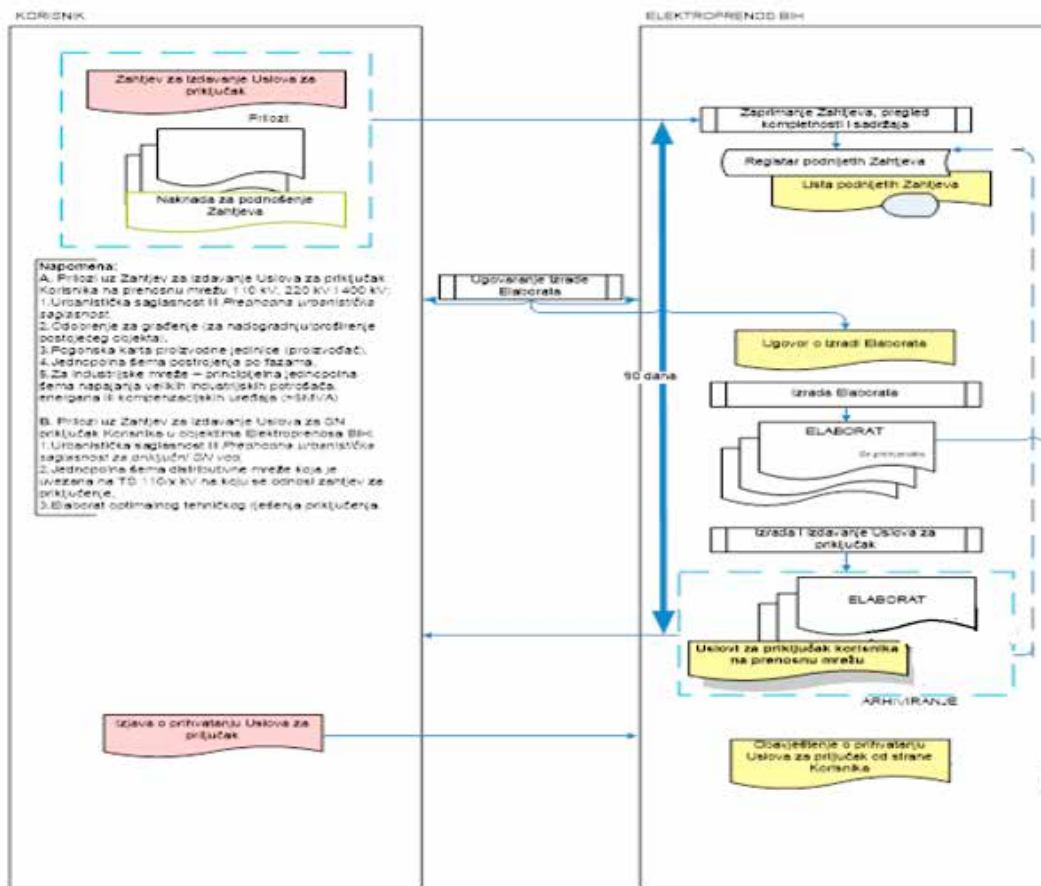 KORISNIK
ELEKTROPRENOS BIH
Zahtjev za izdavanje Uslova za
priključak
Prilozi
Naknada za podnošenje
Zahtjeva
Napomena:
A. Prilozi uz Zahtjev za izdavanje Uslova za priključak
Korisnika na prenosnu mrežu 110 kV, 220 kV i 400 kV:
1.Urbanistička saglasnost ili Prethodna urbanistička
saglasnost.
2.Odobrenje za građenje (za nadogradnju/proširenje
postojećeg objekta).
3.Pogonska karta proizvodne jedinice (proizvođač).
4.Jednopolna šema postrojenja po fazama.
5.Za industrijske mreže – principijelna jednopolna
šema napajanja velikih industrijskih potrošača,
energana ili kompenzacijskih uređaja (>5MVA)
B. Prilozi uz Zahtjev za izdavanje Uslova za SN
priključak Korisnika u objektima Elektroprenosa BIH:
1.Urbanistička saglasnost ili Prethodna urbanistička
saglasnost za priključni SN vod,
2.Jednopolna šema distributivne mreže koja je
uvezana na TS 110/x kV na koju se odnosi zahtjev za
priključenje,
3.Elaborat optimalnog tehničkog rješenja priključenja.
Zaprimanje Zahtjeva, pregled
kompletnosti i sadržaja
Registar podnijetih Zahtjeva
Lista podnijetih Zahtjeva
Ugovaranje Izrade
Elaborata
Ugovor o izradi Elaborata
90 dana
Izrada Elaborata
ELABORAT
Izrada i Izdavanje Uslova za
priključak
ELABORAT
Uslovi za priključak korisnika
na prenosnu mrežu
ARHIVIRANJE
Izjava o prihvatanju Uslova za
priključak
Obavještenje o prihvatanju
Uslova za priključak od strane
Korisnika